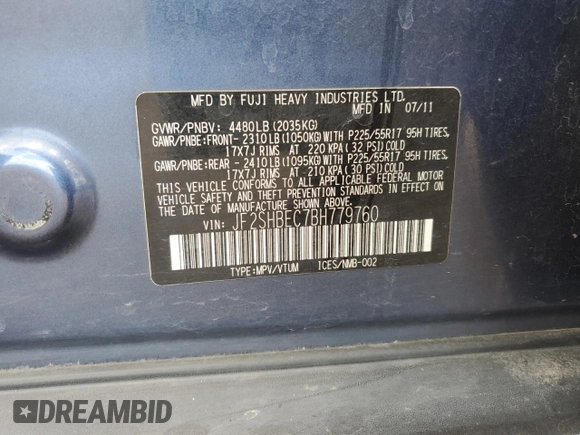 MFD BY FUJI HEAVY INDUSTRIES LTD.
MFD IN 07/11
GVWR/PNBV: 4480LB(2035KG)
GAWR/PNBE:FRONT- 2310LB(1050KG)WITH P225/55R17 95H TIRES,
17X7J RIMS AT 220 KPA(32 PSI)COLD
GAWR/PNBE:REAR - 2410LB(1095KG)WITH P225/55R17 95H TIRES,
17X7J RIMS AT 210 KPA(30 PSI)COLD
THIS VEHICLE CONFORMS TO ALL APPLICABLE FEDERAL MOTOR
VEHICLE SAFETY AND THEFT PREVENTION STANDARDS IN EFFECT
ON THE DATE OF MANUFACTURE SHOWN ABOVE.
VIN: JF2SHBEC7BH779760
TYPE:MPV/VTUM ICES/NMB-002
DREAMBID